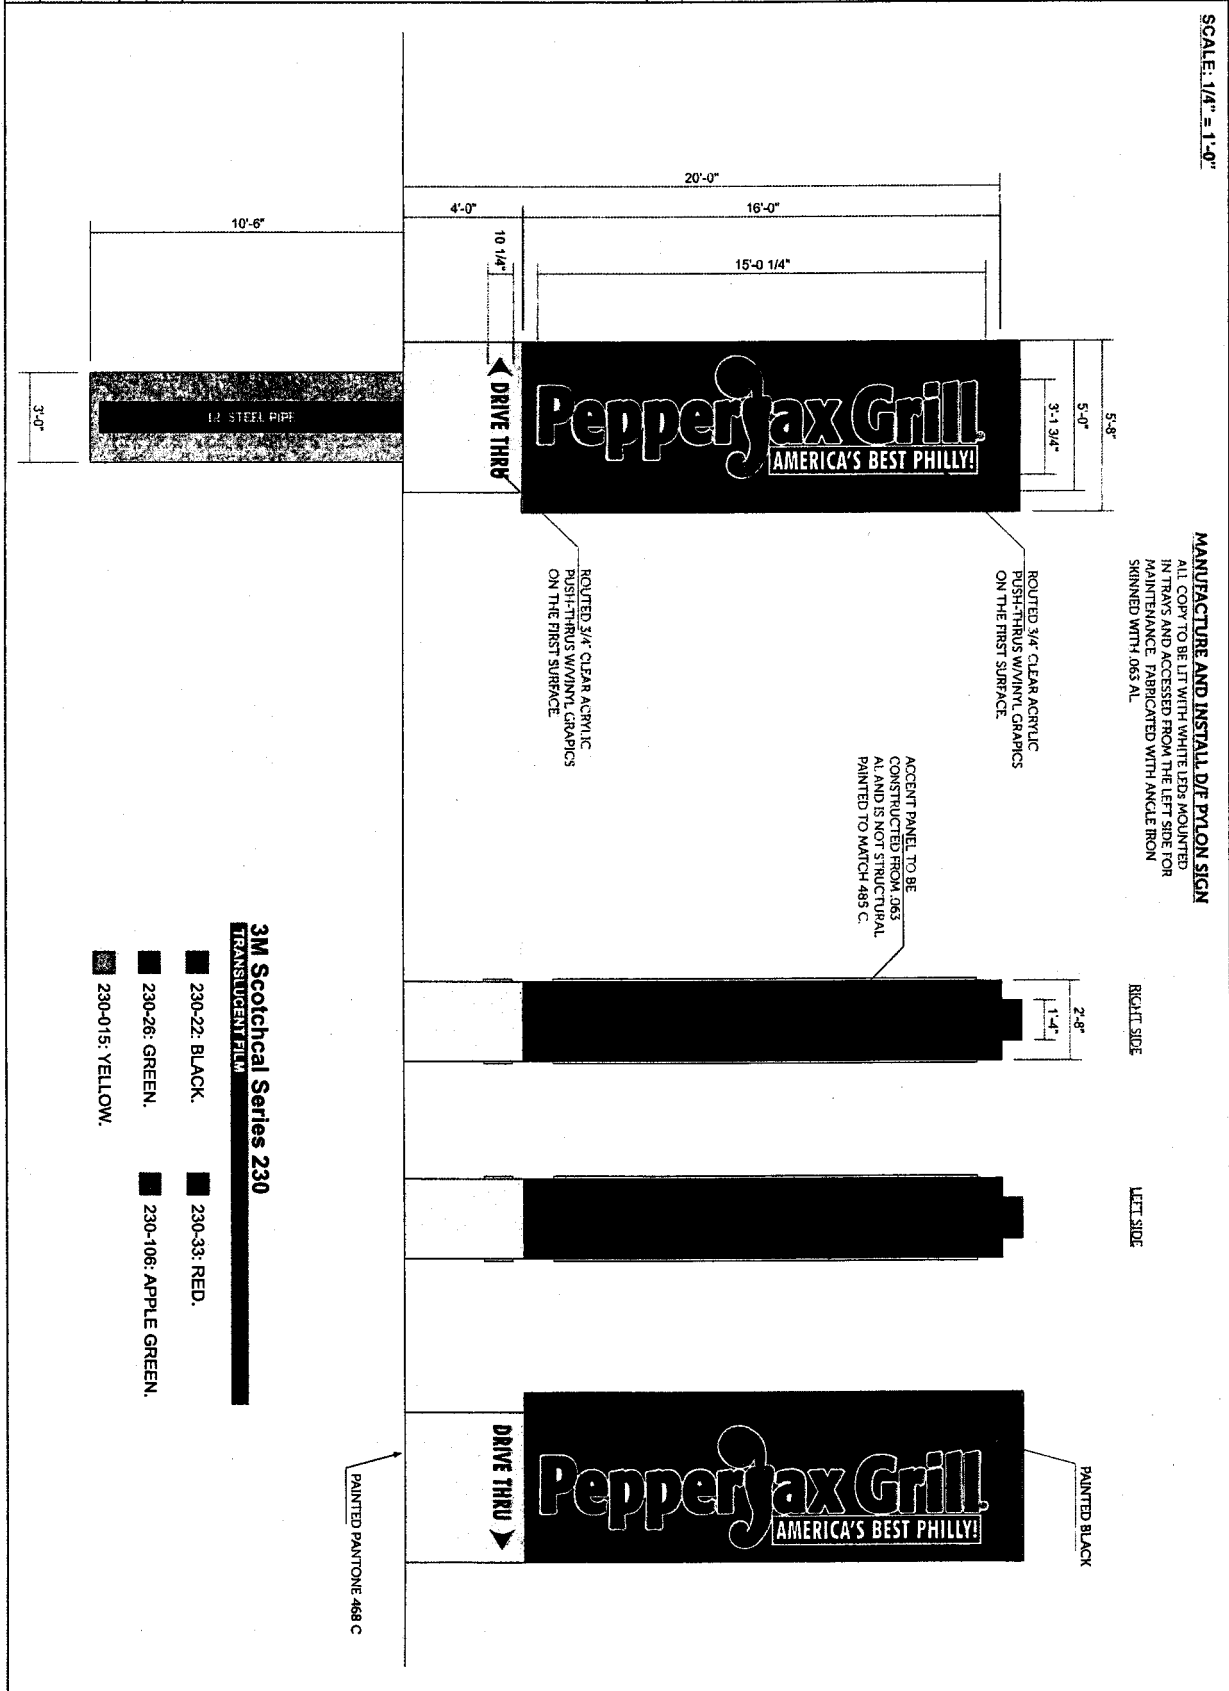 SCALE: 1/4" = 1'-0"
MANUFACTURE AND INSTALL D/F PYLON SIGN
ALL COPY TO BE LIT WITH WHITE LEDs MOUNTED
IN TRAYS AND ACCESSED FROM THE LEFT SIDE FOR
MAINTENANCE. FABRICATED WITH ANGLE IRON
SKINNED WITH .063 AL.
RIGHT SIDE
LEFT SIDE
5'-8"
5'-0"
3'-1 3/4"
2'-8"
1'-4"
PAINTED BLACK
20'-0"
16'-0"
4'-0"
15'-0 1/4"
10 1/4"
10'-6"
3'-0"
PepperJax Grill.
AMERICA'S BEST PHILLY!
DRIVE THRU
12" STEEL PIPE
ROUTED 3/4" CLEAR ACRYLIC
PUSH-THRUS W/VINYL GRAPICS
ON THE FIRST SURFACE.
ROUTED 3/4" CLEAR ACRYLIC
PUSH-THRUS W/VINYL GRAPICS
ON THE FIRST SURFACE.
ACCENT PANEL TO BE
CONSTRUCTED FROM .063
AL AND IS NOT STRUCTURAL
PAINTED TO MATCH 485 C.
PepperJax Grill.
AMERICA'S BEST PHILLY!
DRIVE THRU
PAINTED PANTONE 468 C
3M Scotchcal Series 230
TRANSLUCENT FILM
230-22: BLACK.
230-33: RED.
230-26: GREEN.
230-106: APPLE GREEN.
230-015: YELLOW.